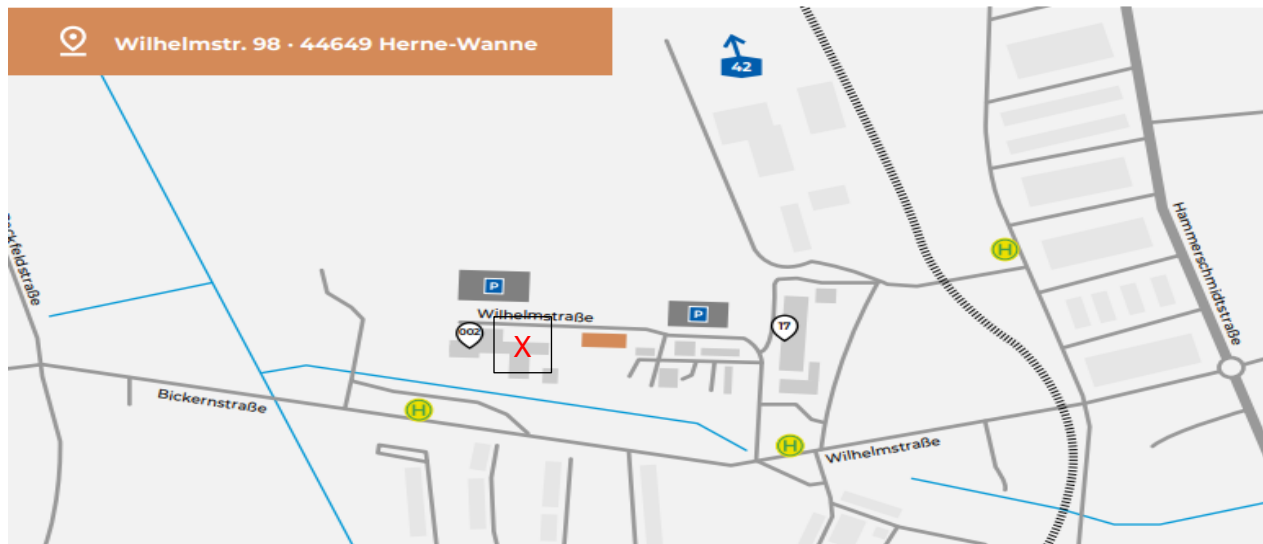 Wilhelmstr. 98 · 44649 Herne-Wanne
42
Hammerschmidtstraße
H
P
Wilhelmstraße
P
002
X
17
Bickernstraße
H
H
Wilhelmstraße